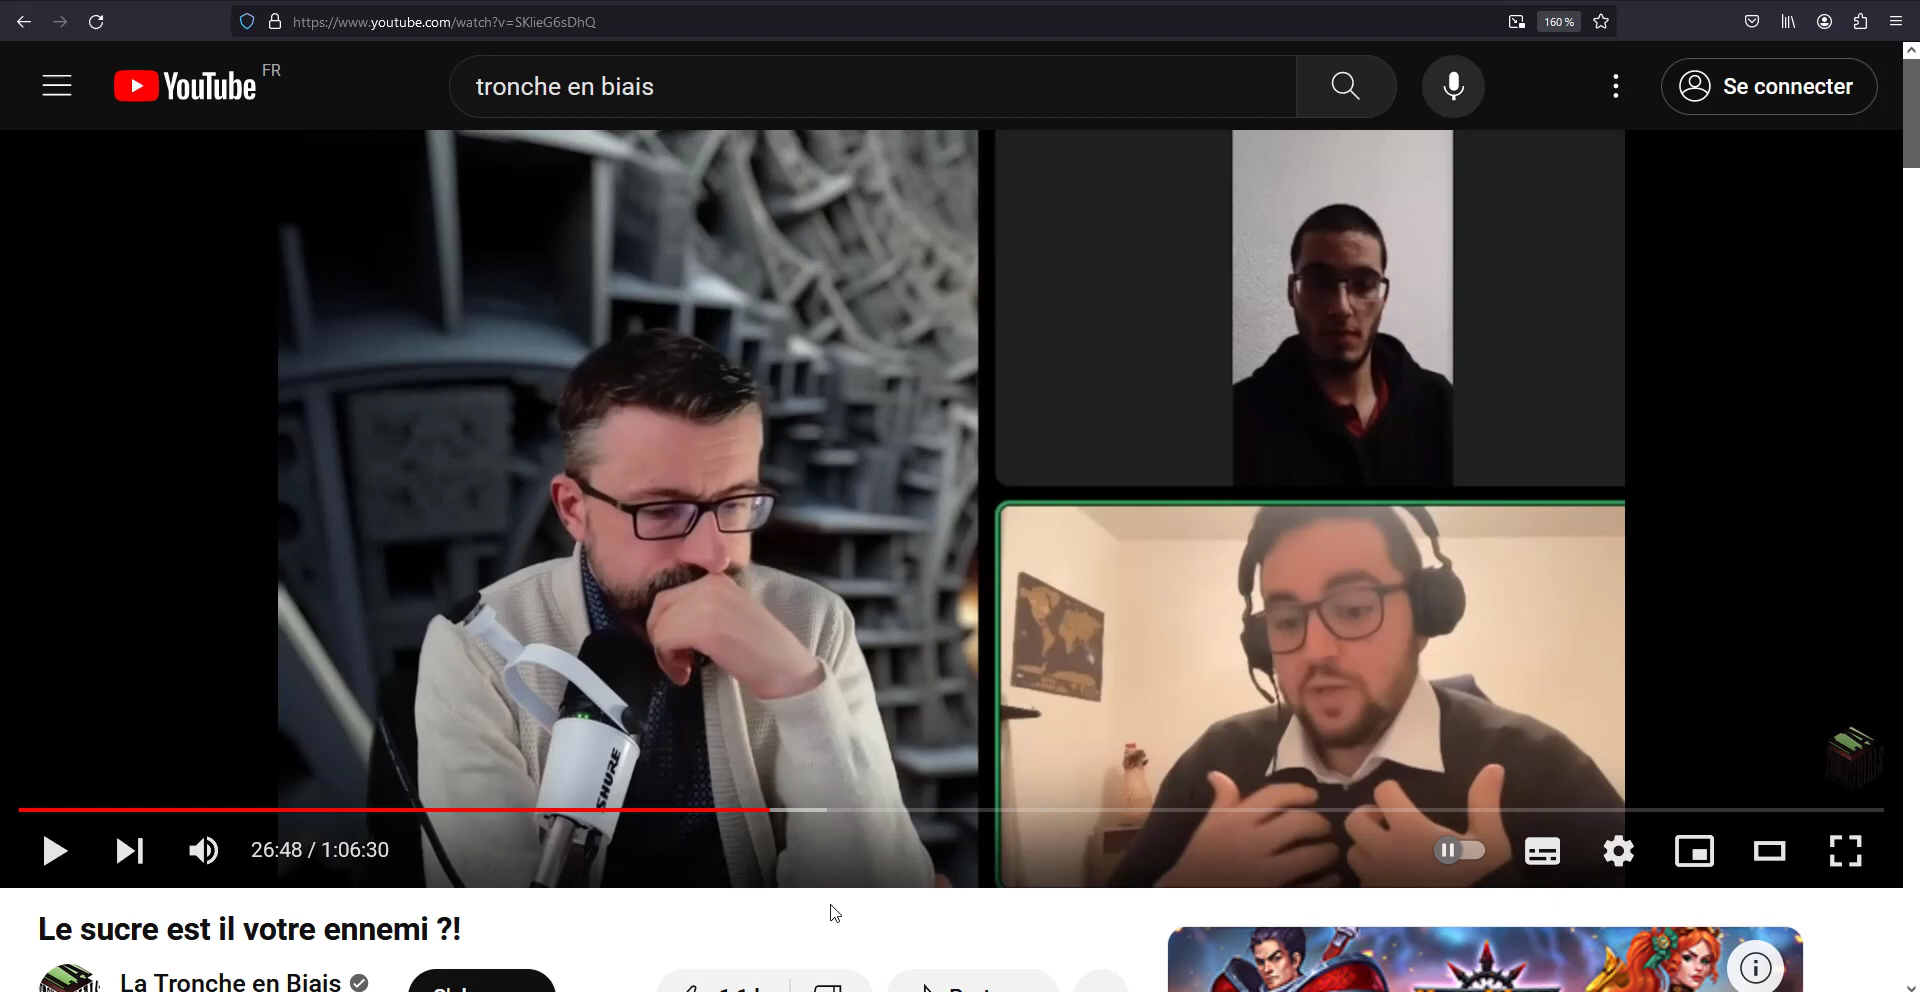 https://www.youtube.com/watch?v=SKlieG6sDhQ
160 %
YouTube FR
tronche en biais
Se connecter
SHURE
26:48 / 1:06:30
Le sucre est il votre ennemi ?!
La Tronche en Biais